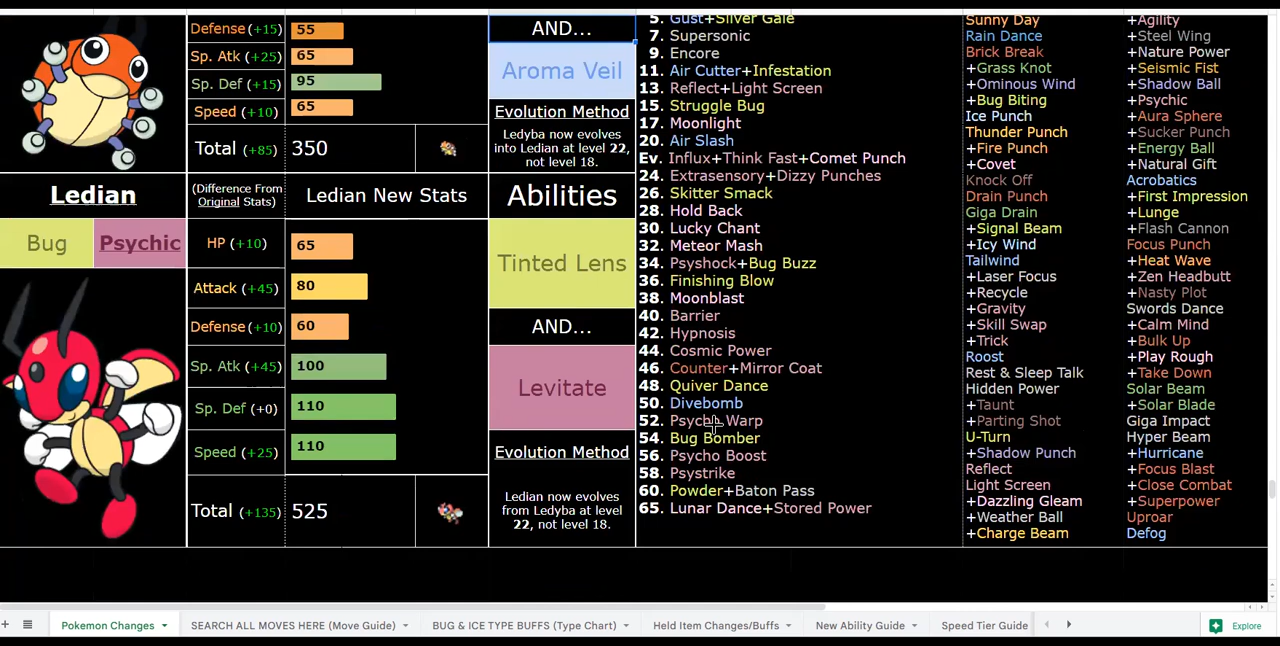 Defense (+15) 55
Sp. Atk (+25) 65
Sp. Def (+15) 95
Speed (+10) 65
Total (+85) 350
AND...
Aroma Veil
Evolution Method
Ledyba now evolves
into Ledian at level 22,
not level 18.
Ledian
Bug Psychic
(Difference From
Original Stats)
Ledian New Stats
Abilities
HP (+10) 65
Attack (+45) 80
Defense (+10) 60
Sp. Atk (+45) 100
Sp. Def (+0) 110
Speed (+25) 110
Total (+135) 525
Tinted Lens
AND...
Levitate
Evolution Method
Ledian now evolves
from Ledyba at level
22, not level 18.
5. Gust+Silver Gale
7. Supersonic
9. Encore
11. Air Cutter+Infestation
13. Reflect+Light Screen
15. Struggle Bug
17. Moonlight
20. Air Slash
Ev. Influx+Think Fast+Comet Punch
24. Extrasensory+Dizzy Punches
26. Skitter Smack
28. Hold Back
30. Lucky Chant
32. Meteor Mash
34. Psyshock+Bug Buzz
36. Finishing Blow
38. Moonblast
40. Barrier
42. Hypnosis
44. Cosmic Power
46. Counter+Mirror Coat
48. Quiver Dance
50. Divebomb
52. Psychic Warp
54. Bug Bomber
56. Psycho Boost
58. Psystrike
60. Powder+Baton Pass
65. Lunar Dance+Stored Power
Sunny Day
Rain Dance
Brick Break
+Grass Knot
+Ominous Wind
+Bug Biting
Ice Punch
Thunder Punch
+Fire Punch
+Covet
Knock Off
Drain Punch
Giga Drain
+Signal Beam
+Icy Wind
Tailwind
+Laser Focus
+Recycle
+Gravity
+Skill Swap
+Trick
Roost
Rest & Sleep Talk
Hidden Power
+Taunt
+Parting Shot
U-Turn
+Shadow Punch
Reflect
Light Screen
+Dazzling Gleam
+Weather Ball
+Charge Beam
+Agility
+Steel Wing
+Nature Power
+Seismic Fist
+Shadow Ball
+Psychic
+Aura Sphere
+Sucker Punch
+Energy Ball
+Natural Gift
Acrobatics
+First Impression
+Lunge
+Flash Cannon
Focus Punch
+Heat Wave
+Zen Headbutt
+Nasty Plot
Swords Dance
+Calm Mind
+Bulk Up
+Play Rough
+Take Down
Solar Beam
+Solar Blade
Giga Impact
Hyper Beam
+Hurricane
+Focus Blast
+Close Combat
+Superpower
Uproar
Defog
Pokemon Changes
SEARCH ALL MOVES HERE (Move Guide)
BUG & ICE TYPE BUFFS (Type Chart)
Held Item Changes/Buffs
New Ability Guide
Speed Tier Guide
Explore